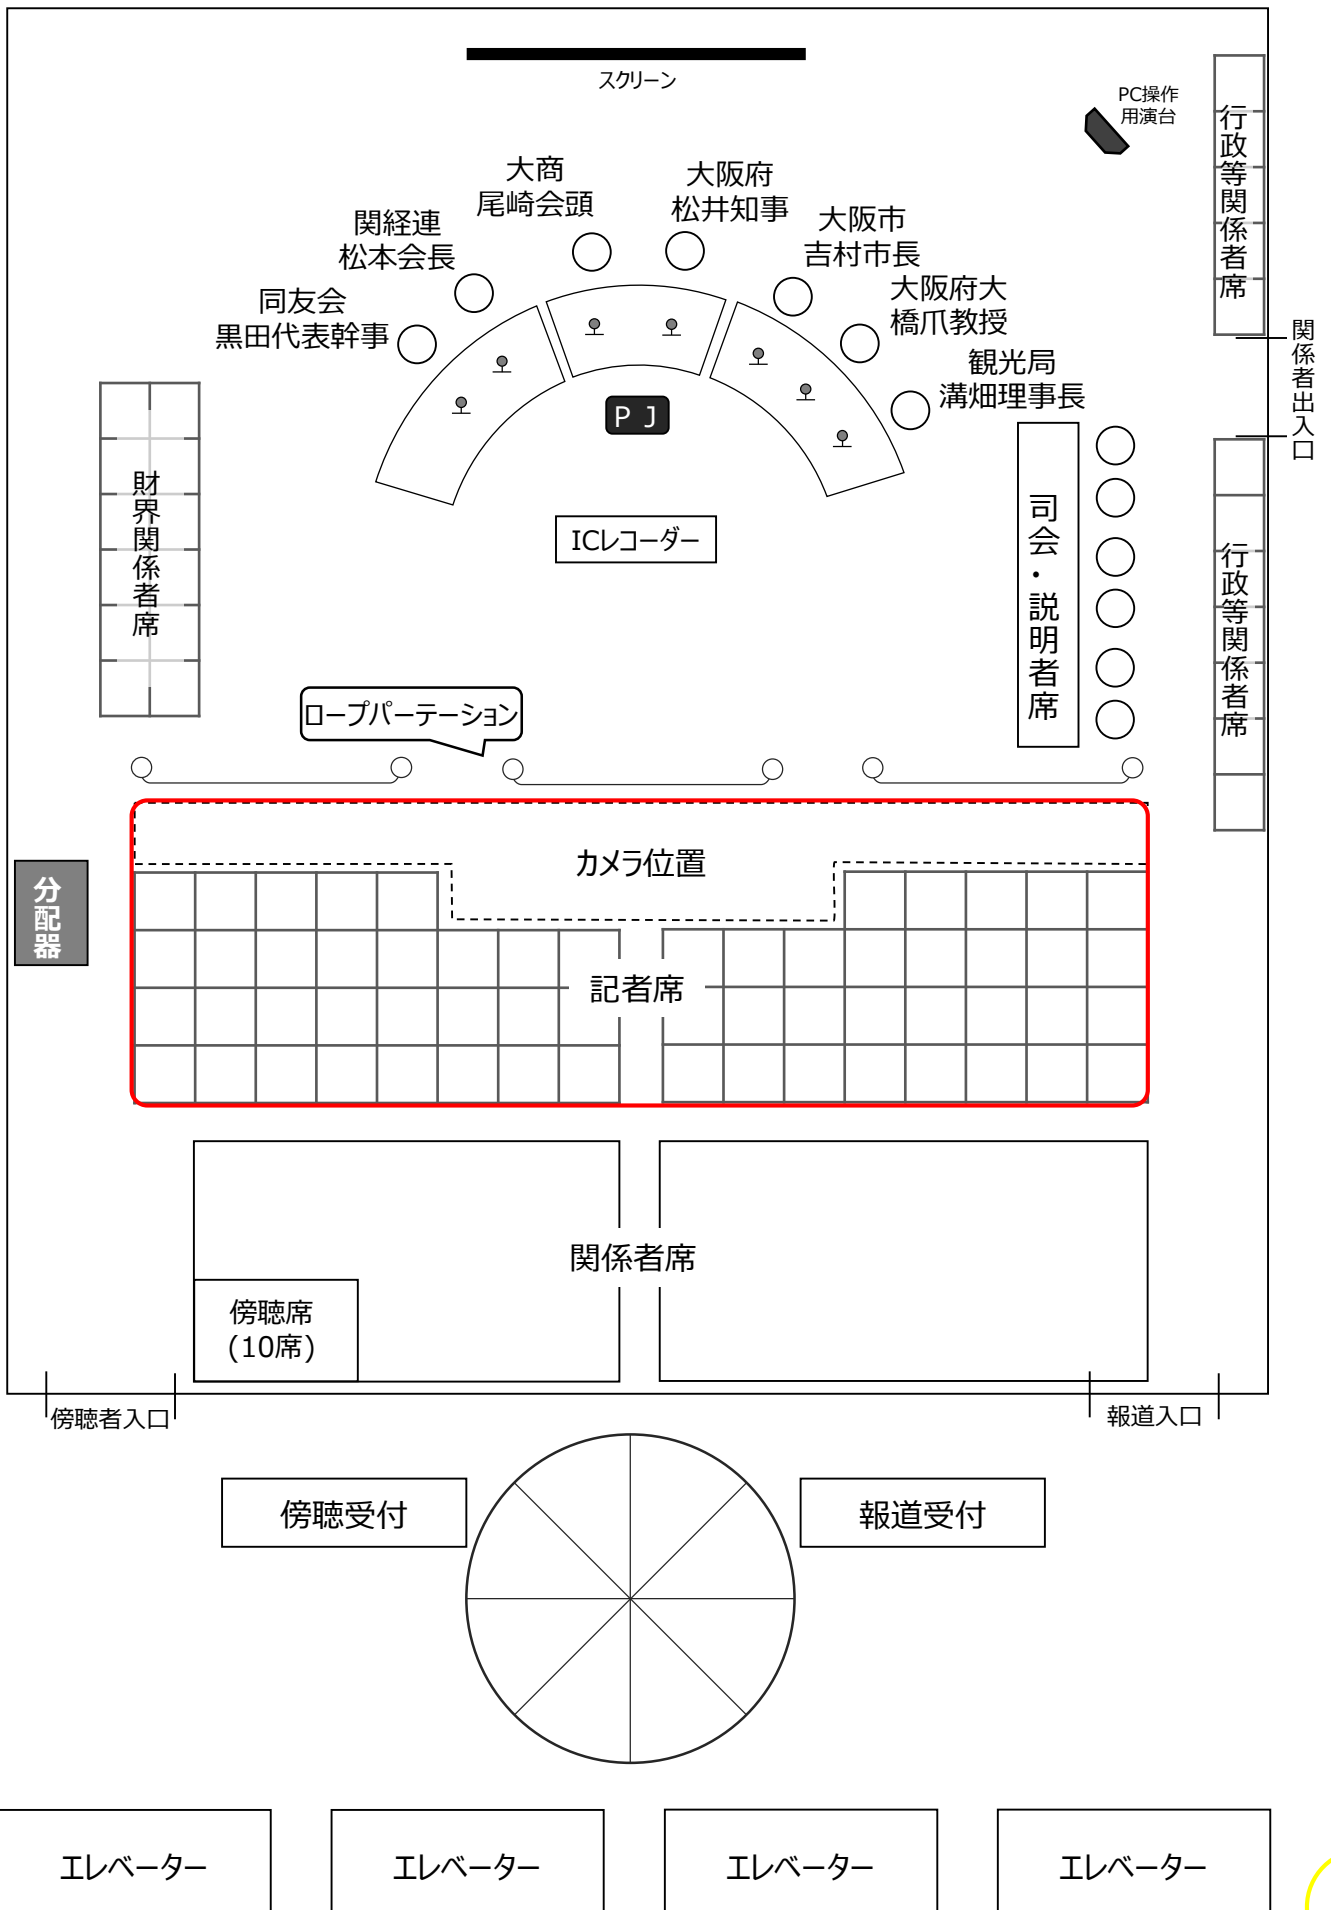 スクリーン
PC操作
用演台
行政等関係者席
大商
尾崎会頭
大阪府
松井知事
関経連
松本会長
大阪市
吉村市長
同友会
黒田代表幹事
大阪府大
橋爪教授
観光局
溝畑理事長
関係者出入口
PJ
財界関係者席
ICレコーダー
司会・説明者席
行政等関係者席
ロープパーテーション
カメラ位置
分配器
記者席
関係者席
傍聴席
(10席)
傍聴者入口
報道入口
傍聴受付
報道受付
エレベーター
エレベーター
エレベーター
エレベーター